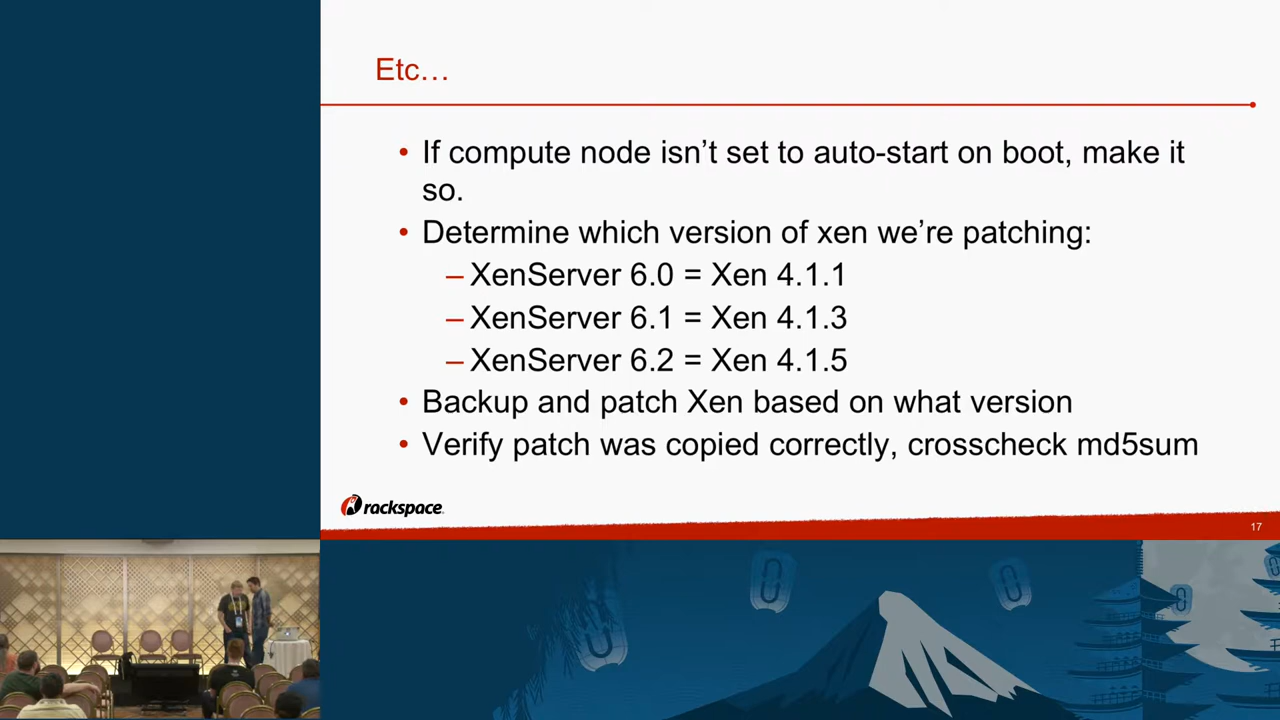 Etc…
• If compute node isn’t set to auto-start on boot, make it
so.
• Determine which version of xen we’re patching:
– XenServer 6.0 = Xen 4.1.1
– XenServer 6.1 = Xen 4.1.3
– XenServer 6.2 = Xen 4.1.5
• Backup and patch Xen based on what version
• Verify patch was copied correctly, crosscheck md5sum
rackspace.
17